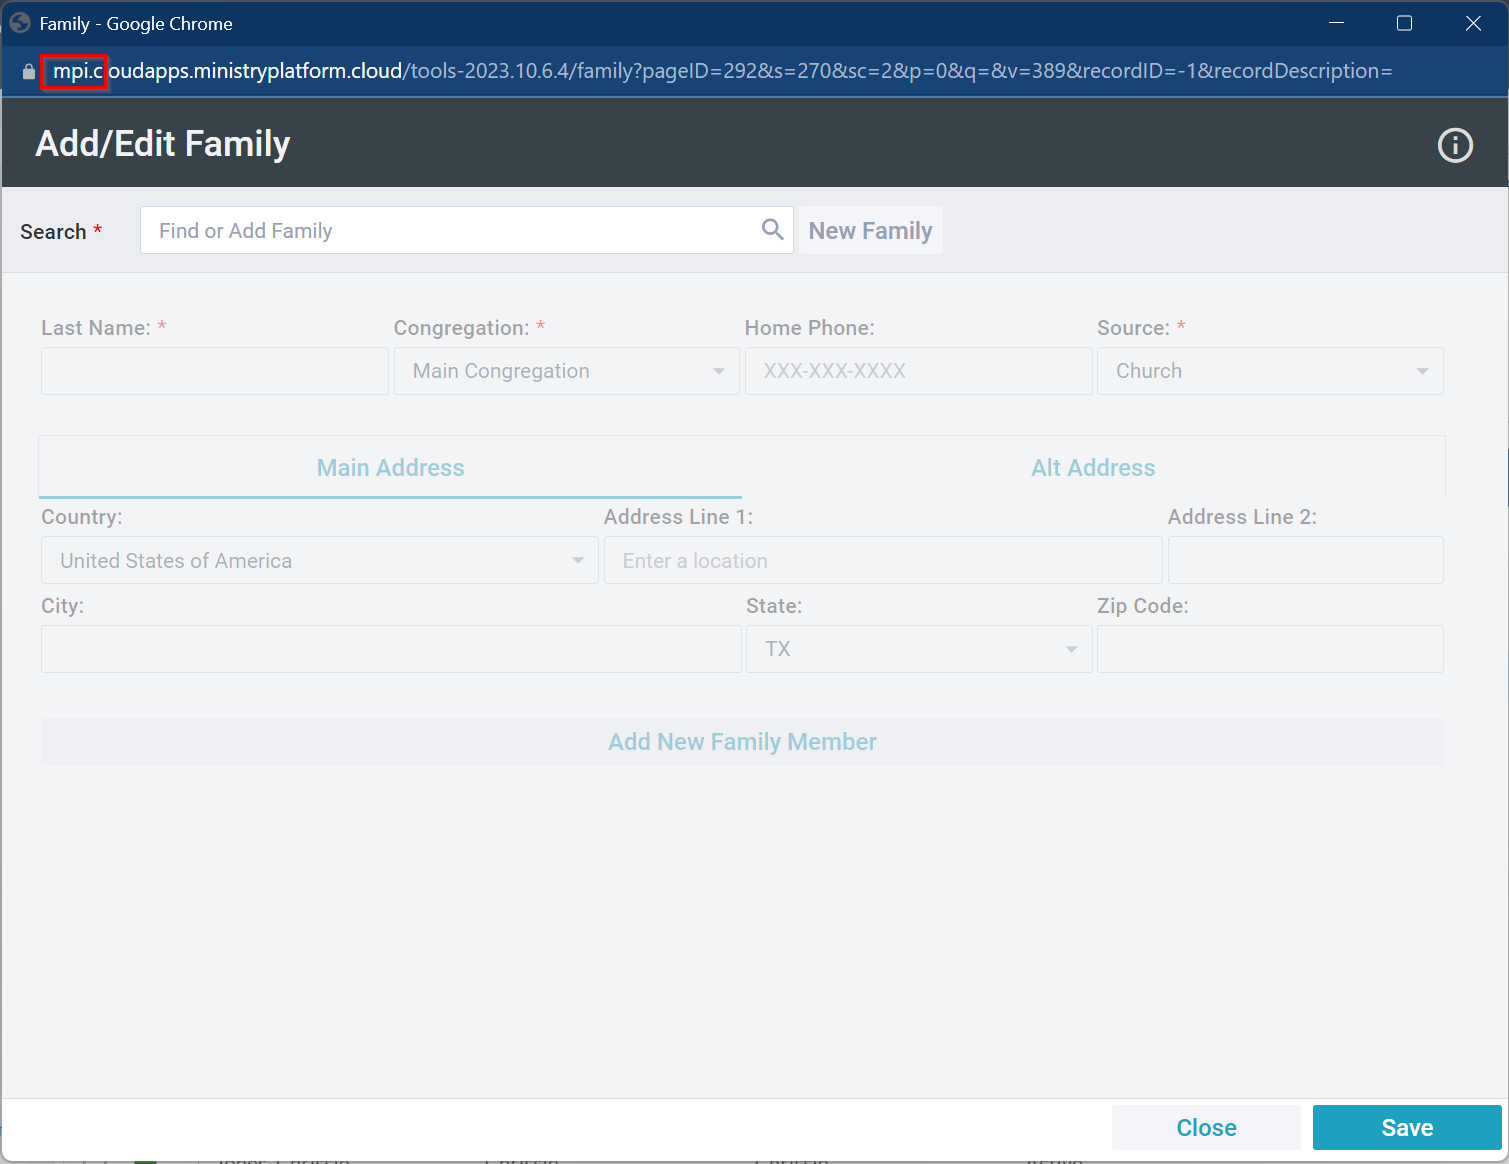 Family - Google Chrome
mpi.cloudapps.ministryplatform.cloud/tools-2023.10.6.4/family?pageID=292&s=270&sc=2&p=0&q=&v=389&recordID=-1&recordDescription=
Add/Edit Family
Search * Find or Add Family New Family
Last Name: * Congregation: * Home Phone: Source: *
Main Congregation XXX-XXX-XXXX Church
Main Address Alt Address
Country: Address Line 1: Address Line 2:
United States of America Enter a location
City: State: Zip Code:
TX
Add New Family Member
Close Save